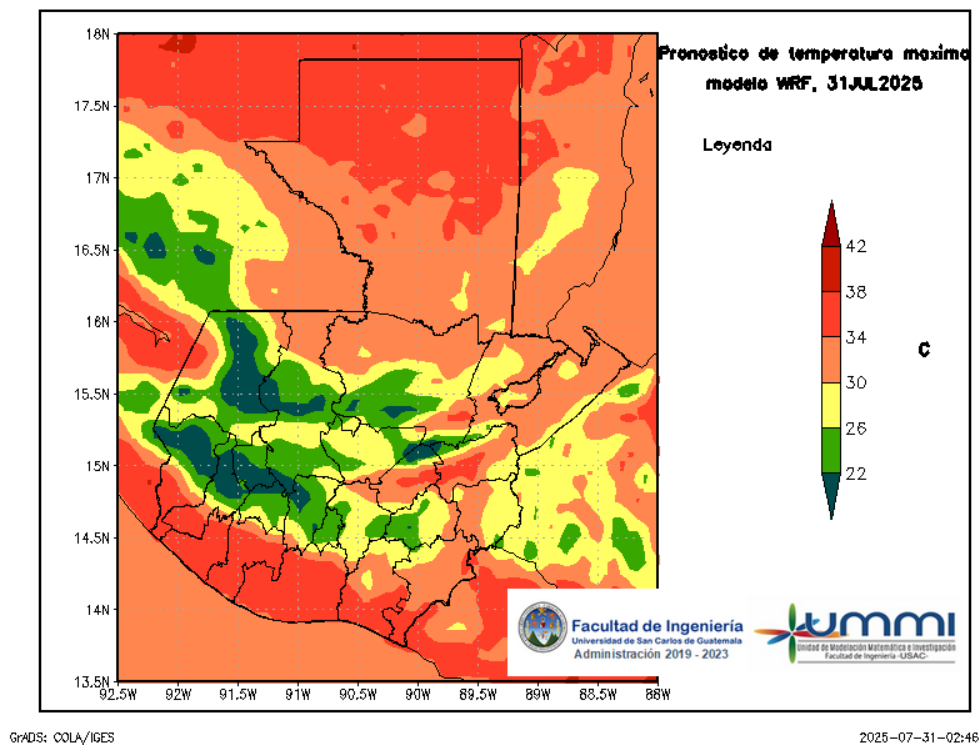 Pronostico de temperatura maxima
modelo WRF, 31JUL2025
Leyenda
42
38
34
30
26
22
C
18N
17.5N
17N
16.5N
16N
15.5N
15N
14.5N
14N
13.5N
92.5W
92W
91.5W
91W
90.5W
90W
89.5W
89W
88.5W
88W
Facultad de Ingeniería
Universidad de San Carlos de Guatemala
Administración 2019 - 2023
ummi
Unidad de Modelación Matemática e Investigación
Facultad de Ingeniería -USAC-
GrADS: COLA/IGES
2025-07-31-02:46